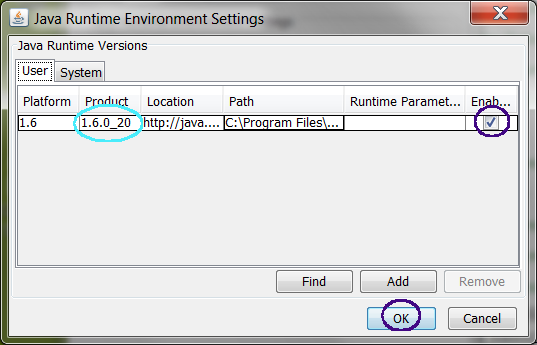 Java Runtime Environment Settings
Java Runtime Versions
User System
Platform Product Location Path Runtime Paramet... Enab...
1.6 1.6.0_20 http://java.... C:\Program Files\...
Find Add Remove
OK Cancel